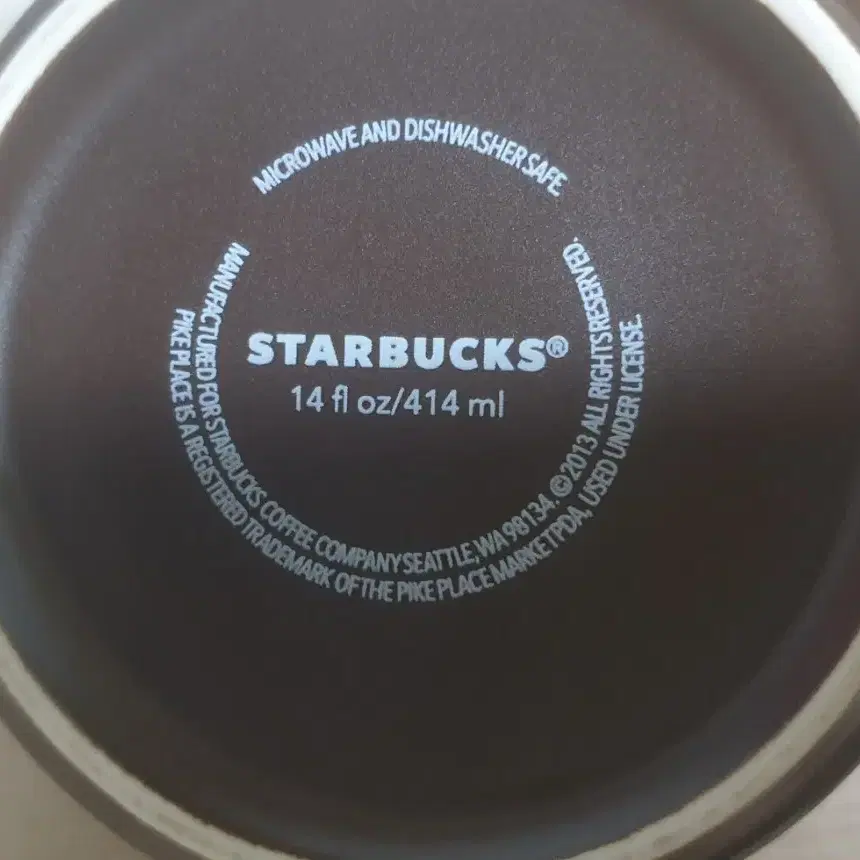 MICROWAVE AND DISHWASHER SAFE
STARBUCKS®
14 fl oz/414 ml
MANUFACTURED FOR STARBUCKS COFFEE COMPANY SEATTLE, WA 98134. ©2013 ALL RIGHTS RESERVED.
PIKE PLACE IS A REGISTERED TRADEMARK OF THE PIKE PLACE MARKET PDA, USED UNDER LICENSE.